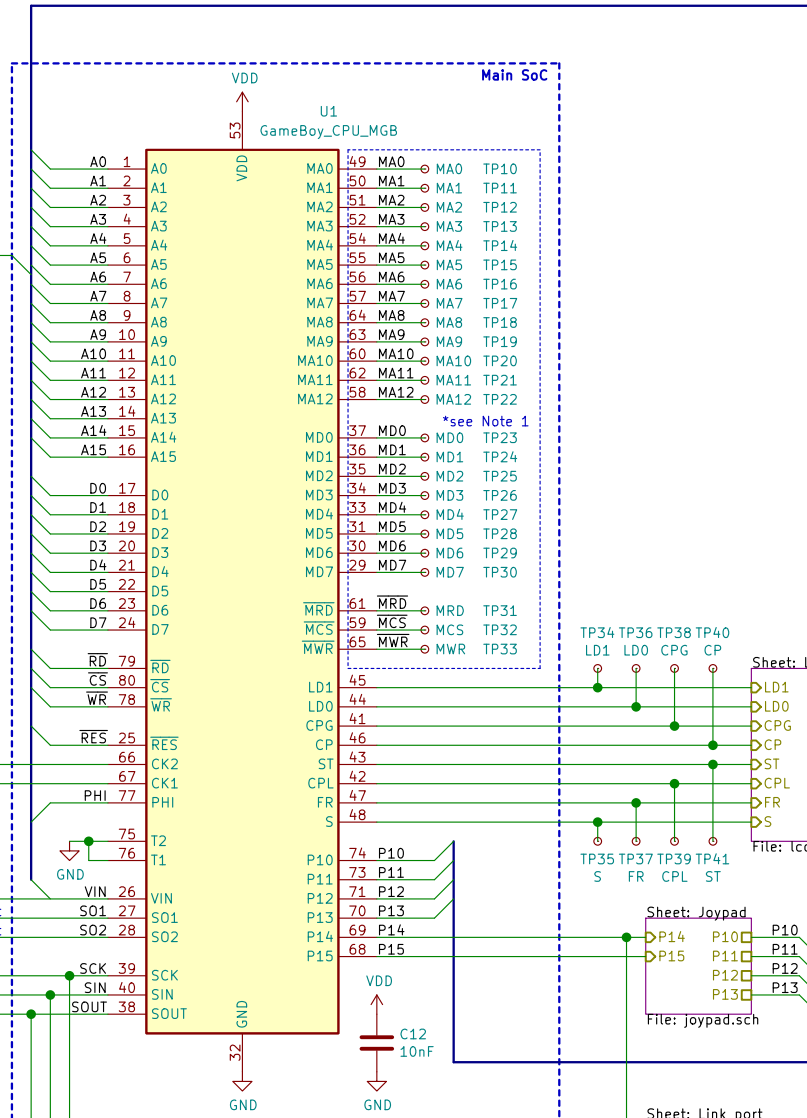 Main SoC
VDD
U1
GameBoy_CPU_MGB
53
VDD
A0 1 A0 MA0 49 MA0 MA0 TP10
A1 2 A1 MA1 50 MA1 MA1 TP11
A2 3 A2 MA2 51 MA2 MA2 TP12
A3 4 A3 MA3 52 MA3 MA3 TP13
A4 5 A4 MA4 54 MA4 MA4 TP14
A5 6 A5 MA5 55 MA5 MA5 TP15
A6 7 A6 MA6 56 MA6 MA6 TP16
A7 8 A7 MA7 57 MA7 MA7 TP17
A8 9 A8 MA8 64 MA8 MA8 TP18
A9 10 A9 MA9 63 MA9 MA9 TP19
A10 11 A10 MA10 60 MA10 MA10 TP20
A11 12 A11 MA11 62 MA11 MA11 TP21
A12 13 A12 MA12 58 MA12 MA12 TP22
A13 14 A13
*see Note 1
A14 15 A14 MD0 37 MD0 MD0 TP23
A15 16 A15 MD1 36 MD1 MD1 TP24
MD2 35 MD2 MD2 TP25
D0 17 D0 MD3 34 MD3 MD3 TP26
D1 18 D1 MD4 33 MD4 MD4 TP27
D2 19 D2 MD5 31 MD5 MD5 TP28
D3 20 D3 MD6 30 MD6 MD6 TP29
D4 21 D4 MD7 29 MD7 MD7 TP30
D5 22 D5
D6 23 D6 MRD 61 MRD MRD TP31
D7 24 D7 MCS 59 MCS MCS TP32
MWR 65 MWR MWR TP33
TP34 TP36 TP38 TP40
LD1 LD0 CPG CP
RD 79 RD
Sheet: L
CS 80 CS LD1 45 LD1
WR 78 WR LD0 44 LD0
CPG 41 CPG
RES 25 RES CP 46 CP
66 CK2 ST 43 ST
67 CK1 CPL 42 CPL
PHI 77 PHI FR 47 FR
S 48 S
75 T2
File: lcd
76 T1
GND
TP35 TP37 TP39 TP41
S FR CPL ST
P10 74 P10
P11 73 P11
VIN 26 VIN P12 72 P12
SO1 27 SO1 P13 70 P13
SO2 28 SO2 P14 69 P14
P15 68 P15
Sheet: Joypad
P14 P10 P10
P15 P11 P11
P12 P12
P13 P13
File: joypad.sch
SCK 39 SCK
SIN 40 SIN
SOUT 38 SOUT
VDD
C12
10nF
GND
32
GND
GND
Sheet: Link port